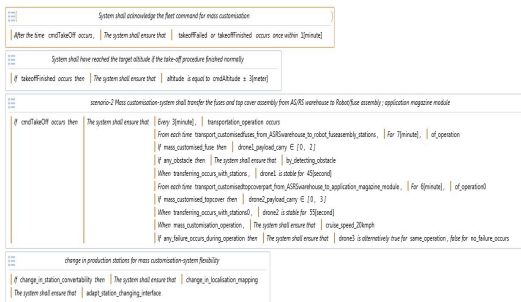 System shall acknowledge the fleet command for mass customisation
After the time cmdTakeOff occurs, The system shall ensure that takeoffFailed or takeoffFinished occurs once within 1[minute]
System shall have reached the target altitude if the take-off procedure finished normally
If takeoffFinished occurs then The system shall ensure that altitude is equal to cmdAltitude ± 3[meter]
scenario-2 Mass customisation-system shall transfer the fuses and top cover assembly from AS/RS warehouse to Robot(fuse assembly ; application magazine module
If cmdTakeOff occurs then The system shall ensure that Every 3[minute], transportation_operation occurs
From each time transport_customisedfuses_from_ASRSwarehouse_to_robot_fuseasembly_stations, For 7[minute], of_operation
If mass_customised_fuse then drone1_payload_carry ∈ [0, 2]
If any_obstacle then The system shall ensure that by_detecting_obstacle
When transferring_occurs_with_stations, drone1 is stable for 45[second]
From each time transport_customisedtopcoverpart_from_ASRSwarehouse_to_application_magazine_module, For 6[minute], of_operation0
If mass_customised_topcover then drone2_payload_carry ∈ [0, 3]
When transferring_occurs_with_stations0, drone2 is stable for 55[second]
When mass_customisation_operation, The system shall ensure that cruise_speed_20kmph
If any_failure_occurs_during_operation then The system shall ensure that drone3 is alternatively true for same_operation, false for no_failure_occurs
change in production stations for mass customisation-system flexibility
If change_in_station_convertability then The system shall ensure that change_in_localisation_mapping
The system shall ensure that adapt_station_changing_interface